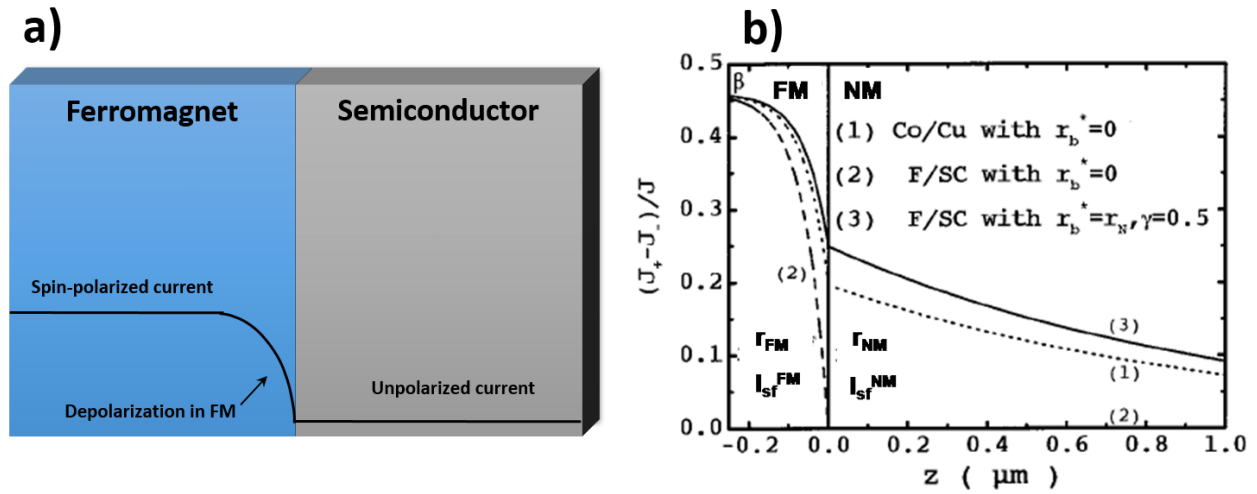 a)
Ferromagnet
Semiconductor
Spin-polarized current
Depolarization in FM
Unpolarized current
b)
(J₊-J₋)/J
0.5
0.4
0.3
0.2
0.1
0.0
β
FM
NM
(1) Co/Cu with r_b*=0
(2) F/SC with r_b*=0
(3) F/SC with r_b*=r_N,γ=0.5
(2)
r_FM
l_sf^FM
r_NM
l_sf^NM
(3)
(1)
(2)
-0.2
0.0
0.2
0.4
0.6
0.8
1.0
z ( μm )